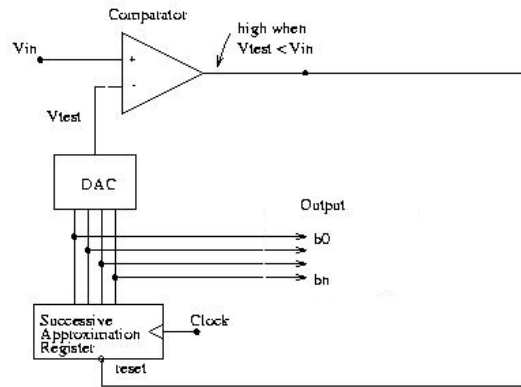 Comparator
high when
Vtest < Vin
Vin
+
-
Vtest
DAC
Output
b0
bn
Successive
Approximation
Register
Clock
reset